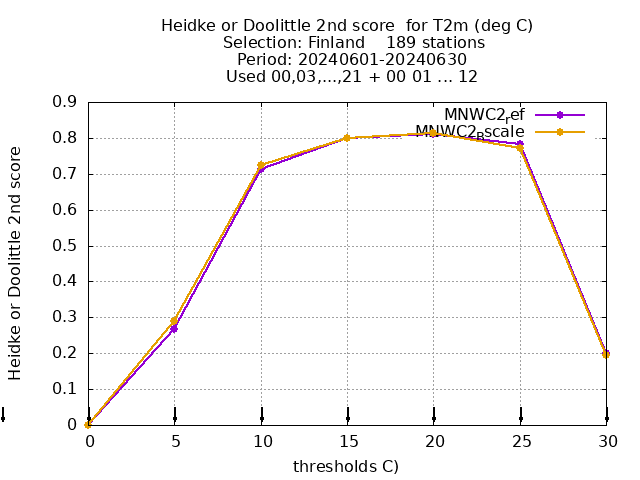 Heidke or Doolittle 2nd score  for T2m (deg C)
Selection: Finland    189 stations
Period: 20240601-20240630
Used 00,03,...,21 + 00 01 ... 12
MNWC2ref
MNWC2Bscale
Heidke or Doolittle 2nd score
0.9
0.8
0.7
0.6
0.5
0.4
0.3
0.2
0.1
0
0 5 10 15 20 25 30
thresholds C)